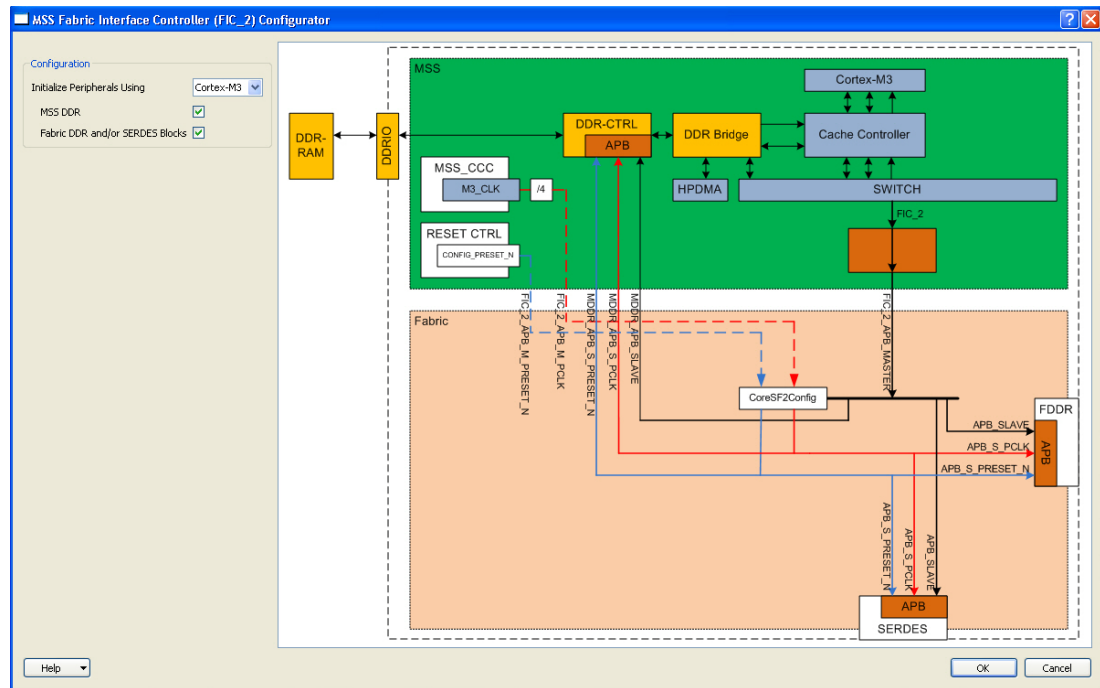 MSS Fabric Interface Controller (FIC_2) Configurator
Configuration
Initialize Peripherals Using
Cortex-M3
MSS DDR
Fabric DDR and/or SERDES Blocks
MSS
Cortex-M3
DDR-
RAM
DDRIO
DDR-CTRL
APB
DDR Bridge
Cache Controller
MSS_CCC
M3_CLK
/4
HPDMA
SWITCH
FIC_2
RESET CTRL
CONFIG_PRESET_N
FIC_2_APB_M_PRESET_N
FIC_2_APB_M_PCLK
MDDR_APB_S_PRESET_N
MDDR_APB_S_PCLK
MDDR_APB_SLAVE
FIC_2_APB_MASTER
Fabric
CoreSF2Config
FDDR
APB
APB_SLAVE
APB_S_PCLK
APB_S_PRESET_N
APB_S_PRESET_N
APB_S_PCLK
APB_SLAVE
APB
SERDES
Help
OK
Cancel